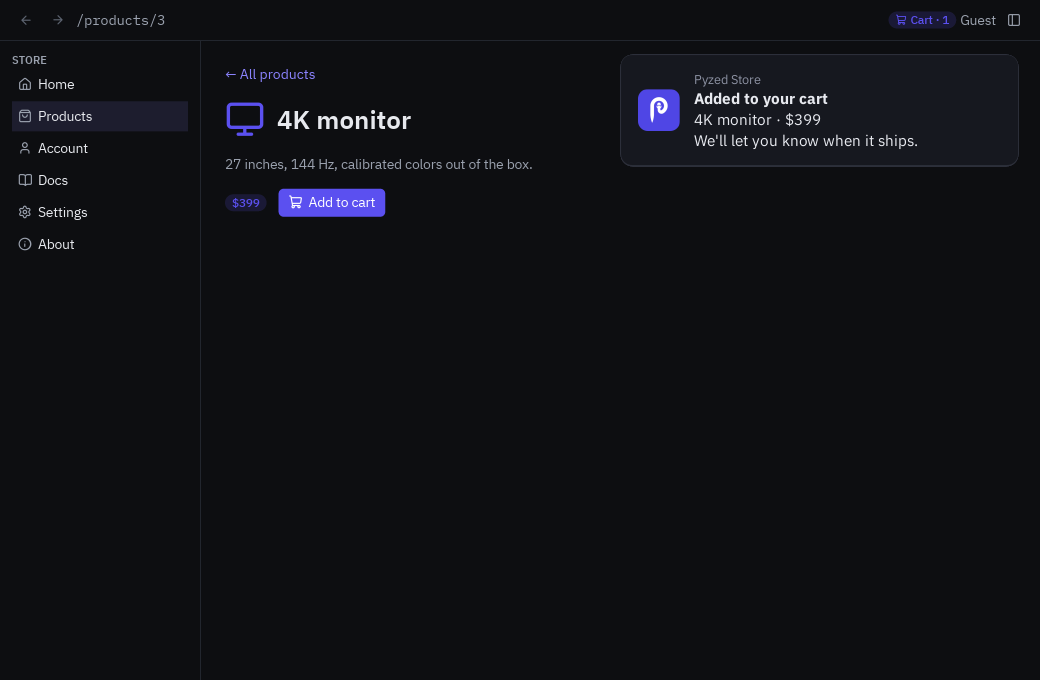 /products/3
Cart · 1
Guest
STORE
Home
Products
Account
Docs
Settings
About
← All products
4K monitor
27 inches, 144 Hz, calibrated colors out of the box.
$399
Add to cart
Pyzed Store
Added to your cart
4K monitor · $399
We'll let you know when it ships.